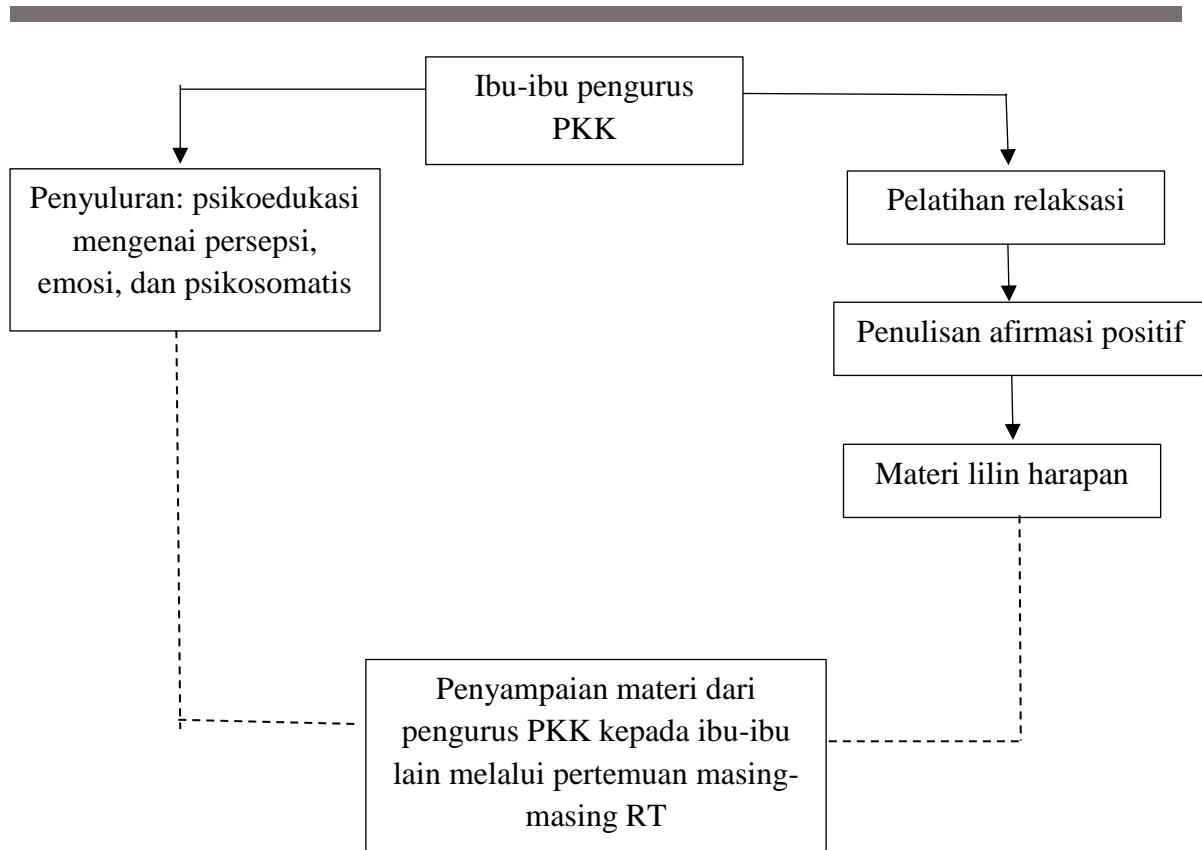 Ibu-ibu pengurus
PKK
Penyuluran: psikoedukasi
mengenai persepsi,
emosi, dan psikosomatis
Pelatihan relaksasi
Penulisan afirmasi positif
Materi lilin harapan
Penyampaian materi dari
pengurus PKK kepada ibu-ibu
lain melalui pertemuan masing-
masing RT